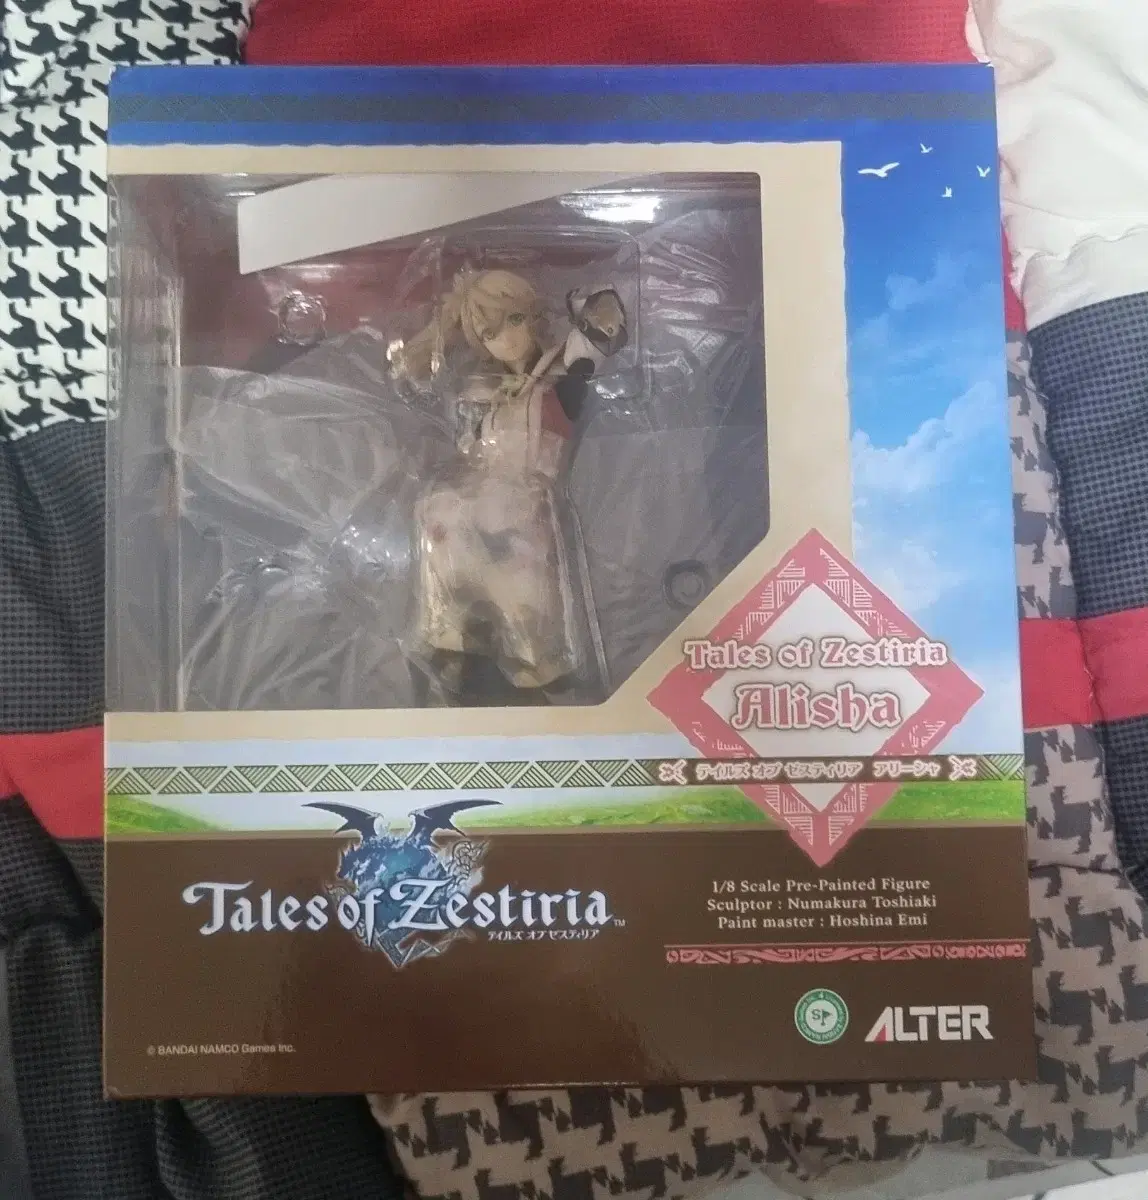 Tales of Zestiria
Alisha
テイルズ オブ ゼスティリア アリーシャ
Tales of Zestiria™
テイルズ オブ ゼスティリア
1/8 Scale Pre-Painted Figure
Sculptor : Numakura Toshiaki
Paint master : Hoshina Emi
ALTER
© BANDAI NAMCO Games Inc.